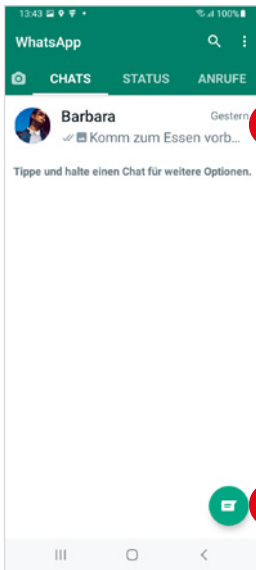 13:43
100%
WhatsApp
CHATS STATUS ANRUFE
Barbara Gestern
Komm zum Essen vorb...
Tippe und halte einen Chat für weitere Optionen.